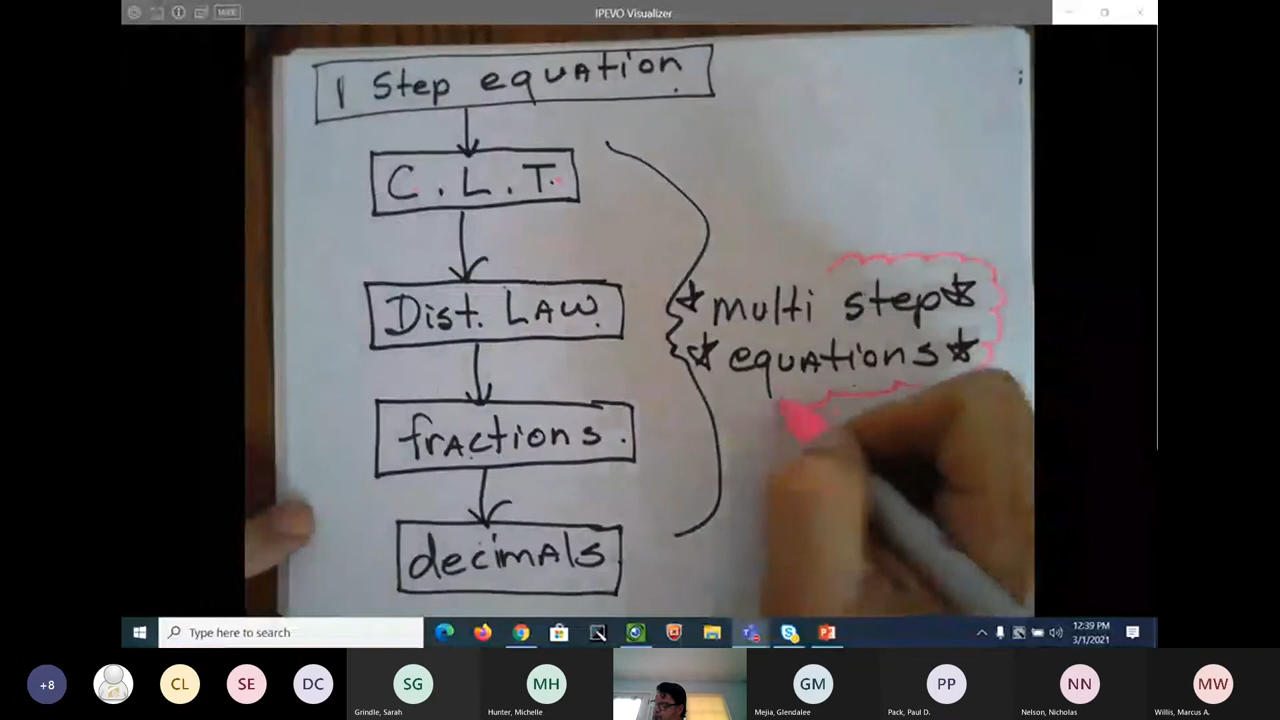 IPEVO Visualizer
MORE
1 Step equation.
C. L. T.
Dist. LAW.
*multi step*
*equations*
fractions.
decimals
Type here to search
12:39 PM
3/1/2021
+8
CL
SE
DC
SG
MH
GM
PP
NN
MW
Grindle, Sarah
Hunter, Michelle
Mejia, Glendalee
Pack, Paul D.
Nelson, Nicholas
Willis, Marcus A.